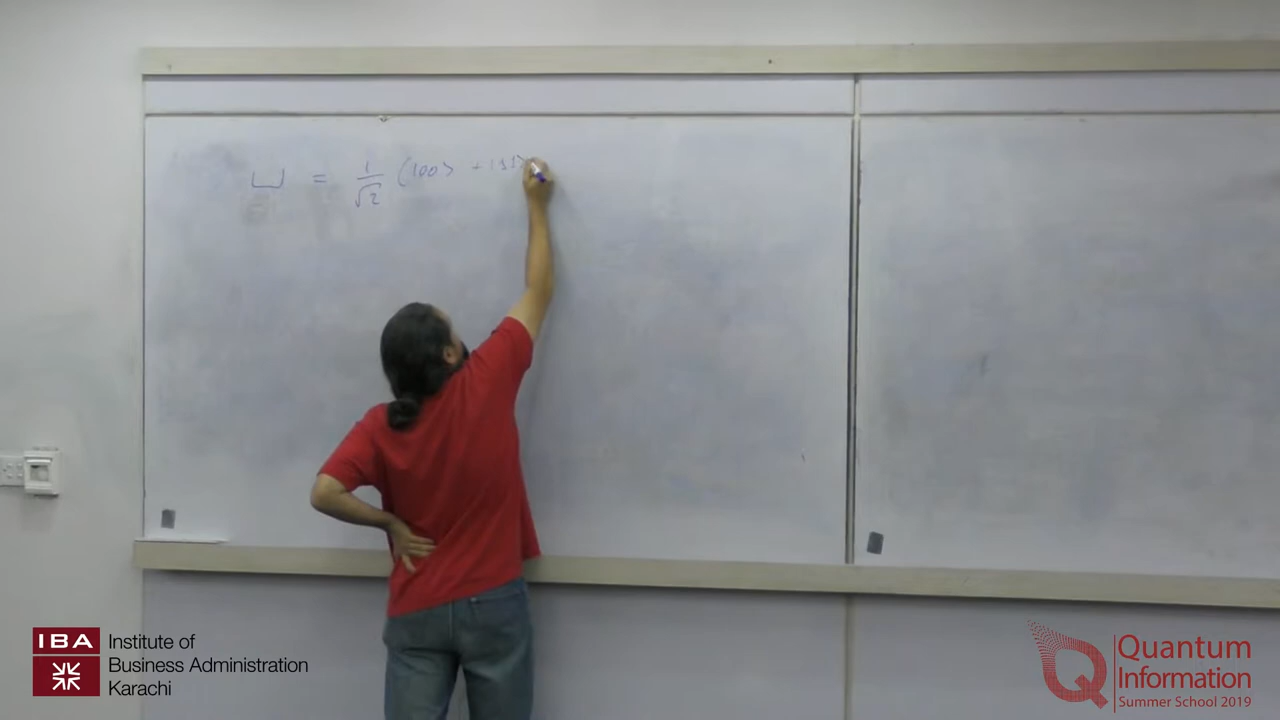 ⊔ = 1/√2 (|00> + |11>
IBA
Institute of
Business Administration
Karachi
Quantum
Information
Summer School 2019